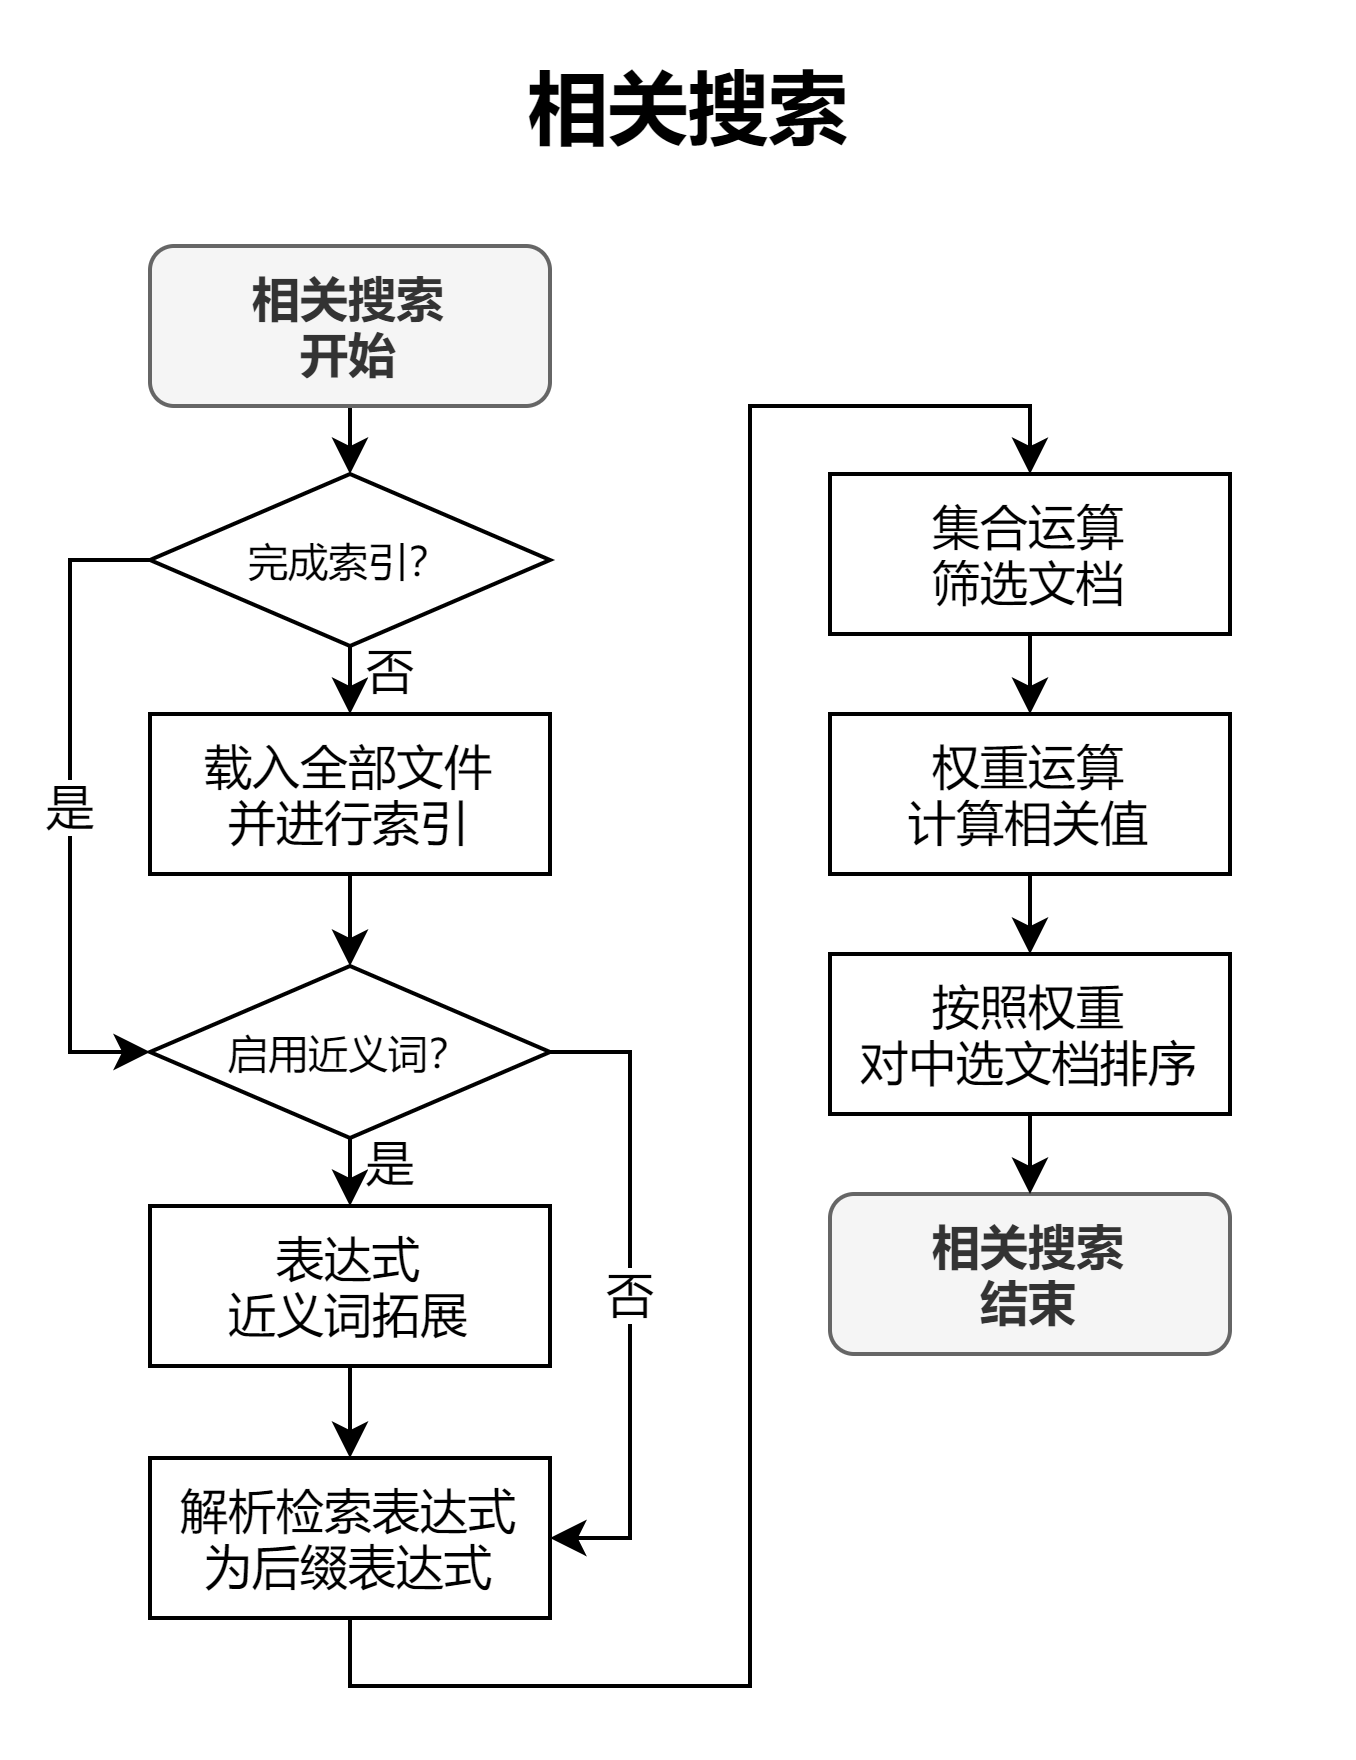 相关搜索
相关搜索
开始
完成索引?
否
是
载入全部文件
并进行索引
启用近义词?
是
否
表达式
近义词拓展
解析检索表达式
为后缀表达式
集合运算
筛选文档
权重运算
计算相关值
按照权重
对中选文档排序
相关搜索
结束